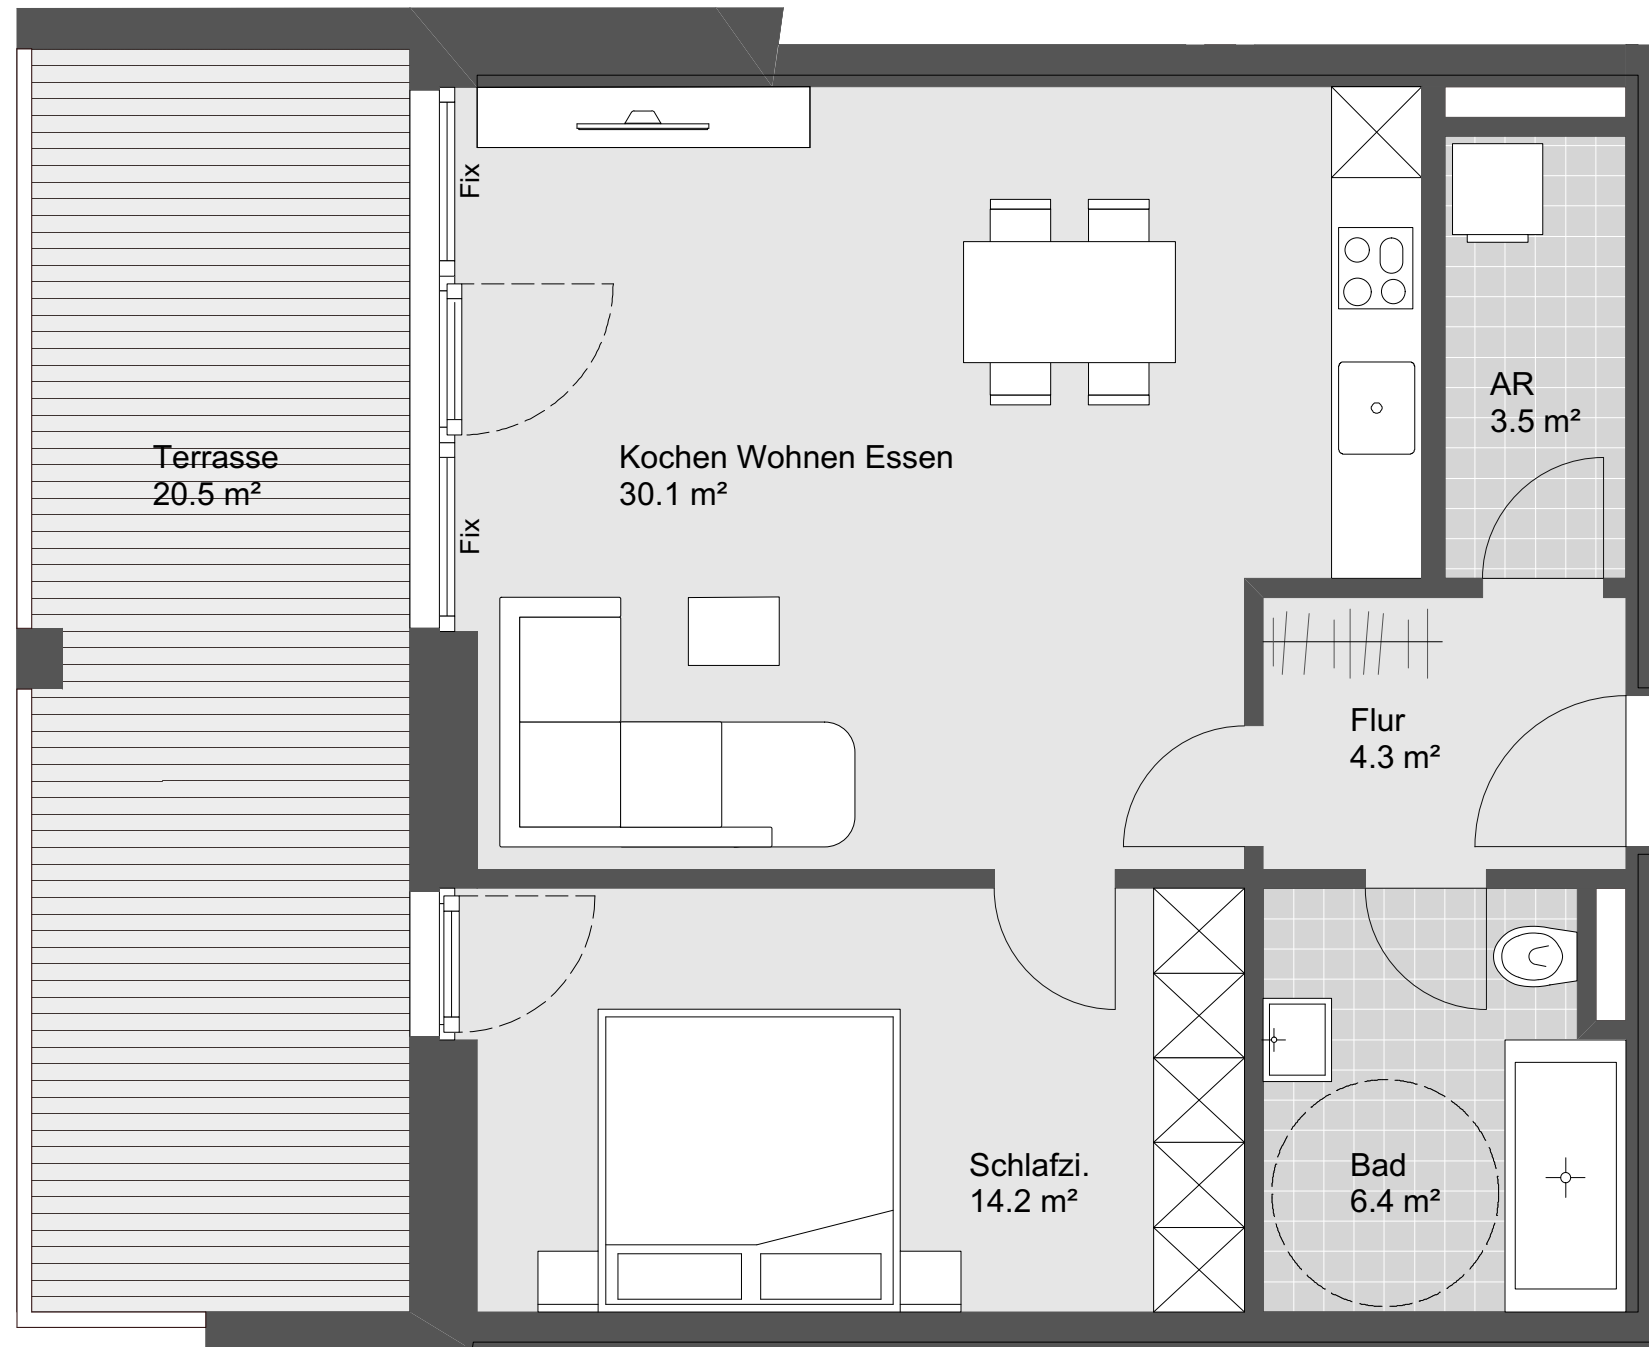 Fix
AR
3.5 m²
Terrasse
20.5 m²
Kochen Wohnen Essen
30.1 m²
Fix
Flur
4.3 m²
Schlafzi.
14.2 m²
Bad
6.4 m²